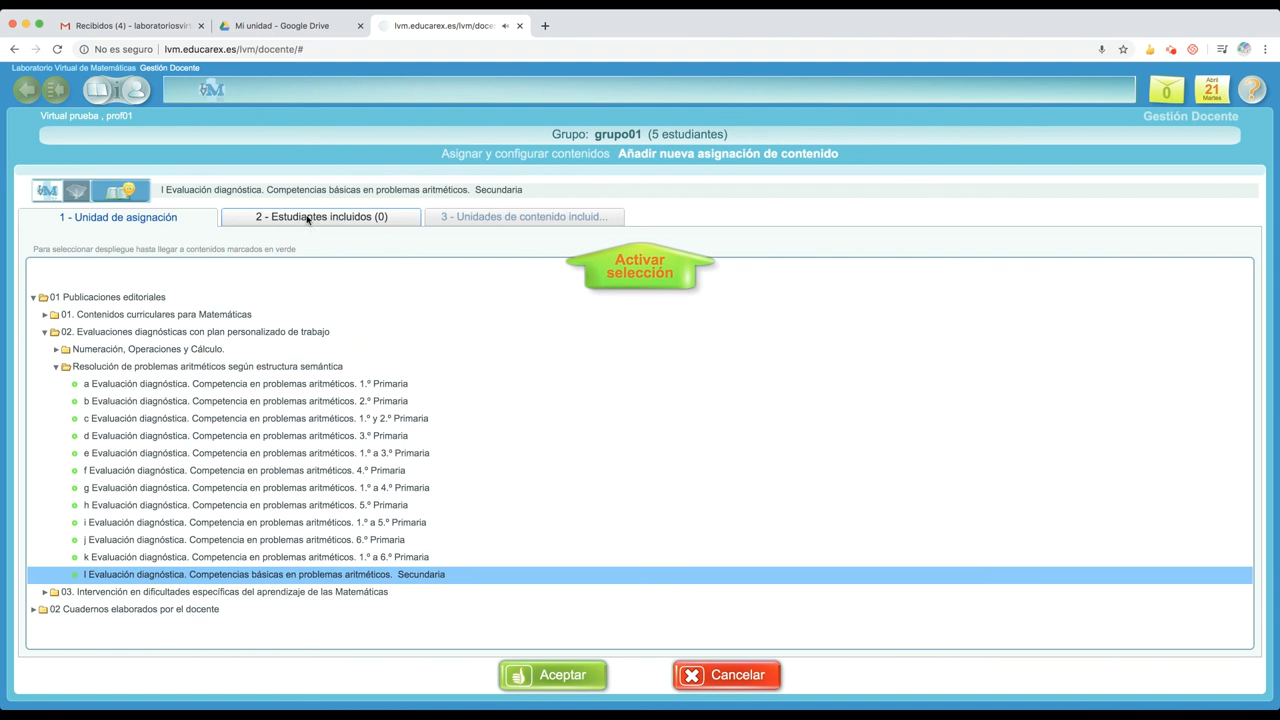 Recibidos (4) - laboratoriosvir
Mi unidad - Google Drive
lvm.educarex.es/lvm/doce
No es seguro
lvm.educarex.es/lvm/docente/#
Laboratorio Virtual de Matemáticas Gestión Docente
i
M
0
Abril
21
Martes
?
Virtual prueba , prof01
Gestión Docente
Grupo: grupo01 (5 estudiantes)
Asignar y configurar contenidos Añadir nueva asignación de contenido
M
l Evaluación diagnóstica. Competencias básicas en problemas aritméticos. Secundaria
1 - Unidad de asignación
2 - Estudiantes incluidos (0)
3 - Unidades de contenido incluid...
Para seleccionar despliegue hasta llegar a contenidos marcados en verde
Activar
selección
01 Publicaciones editoriales
01. Contenidos curriculares para Matemáticas
02. Evaluaciones diagnósticas con plan personalizado de trabajo
Numeración, Operaciones y Cálculo.
Resolución de problemas aritméticos según estructura semántica
a Evaluación diagnóstica. Competencia en problemas aritméticos. 1.º Primaria
b Evaluación diagnóstica. Competencia en problemas aritméticos. 2.º Primaria
c Evaluación diagnóstica. Competencia en problemas aritméticos. 1.º y 2.º Primaria
d Evaluación diagnóstica. Competencia en problemas aritméticos. 3.º Primaria
e Evaluación diagnóstica. Competencia en problemas aritméticos. 1.º a 3.º Primaria
f Evaluación diagnóstica. Competencia en problemas aritméticos. 4.º Primaria
g Evaluación diagnóstica. Competencia en problemas aritméticos. 1.º a 4.º Primaria
h Evaluación diagnóstica. Competencia en problemas aritméticos. 5.º Primaria
i Evaluación diagnóstica. Competencia en problemas aritméticos. 1.º a 5.º Primaria
j Evaluación diagnóstica. Competencia en problemas aritméticos. 6.º Primaria
k Evaluación diagnóstica. Competencia en problemas aritméticos. 1.º a 6.º Primaria
l Evaluación diagnóstica. Competencias básicas en problemas aritméticos. Secundaria
03. Intervención en dificultades específicas del aprendizaje de las Matemáticas
02 Cuadernos elaborados por el docente
Aceptar
Cancelar